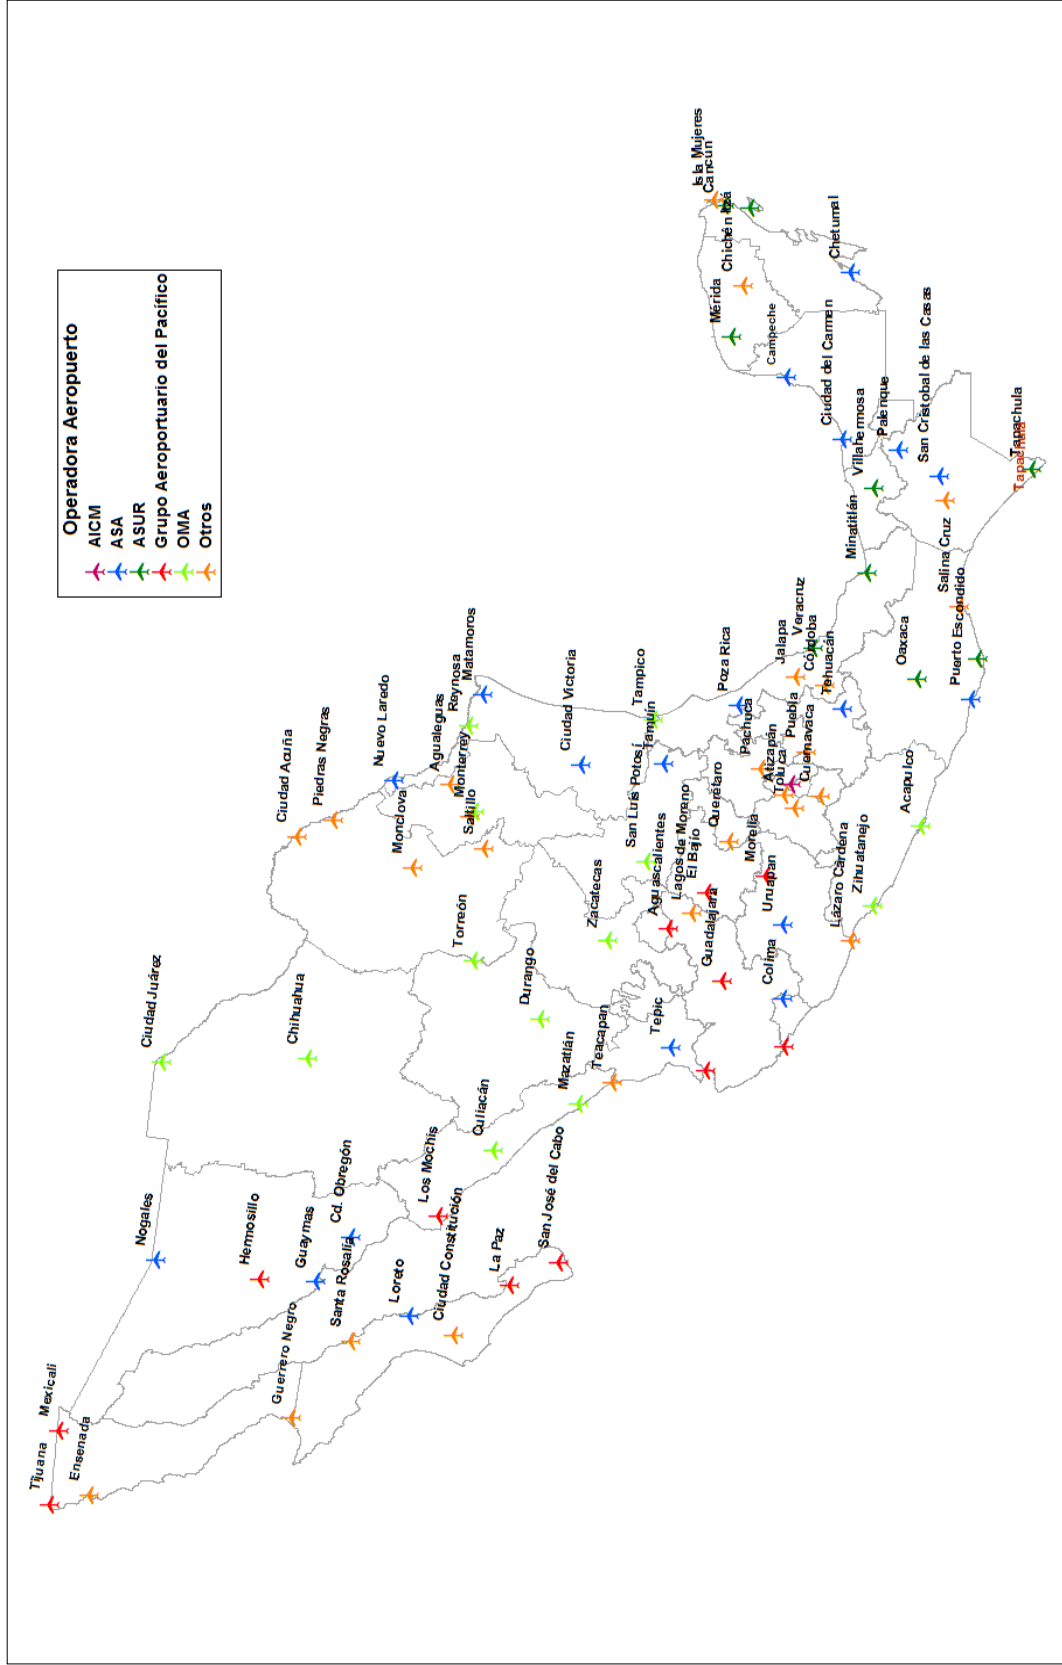 Operadora Aeropuerto
AICM
ASA
ASUR
Grupo Aeroportuario del Pacífico
OMA
Otros
Tijuana
Mexicali
Ensenada
Nogales
Ciudad Juárez
Hermosillo
Chihuahua
Ciudad Acuña
Piedras Negras
Guaymas
Cd. Obregón
Guerrero Negro
Santa Rosalía
Nuevo Laredo
Loreto
Monclova
Los Mochis
Ciudad Constitución
Agualeguas
Reynosa
Matamoros
Monterrey
Saltillo
Torreón
Culiacán
La Paz
Durango
San José del Cabo
Mazatlán
Ciudad Victoria
Teacapan
Zacatecas
San Luis Potosí
Tampico
Tamuín
Tepic
Aguascalientes
Lagos de Moreno
El Bajío
Guadalajara
Querétaro
Pachuca
Poza Rica
Morelia
Uruapan
Colima
Atizapán
Toluca
Puebla
Cuernavaca
Jalapa
Veracruz
Córdoba
Tehuacán
Lázaro Cárdena
Zihuatanejo
Acapulco
Oaxaca
Puerto Escondido
Salina Cruz
Minatitlán
Villahermosa
Palenque
San Cristobal de las Casas
Tapachula
Tapachula
Ciudad del Carmen
Campeche
Mérida
Chichén Itzá
Cancún
Isla Mujeres
Chetumal